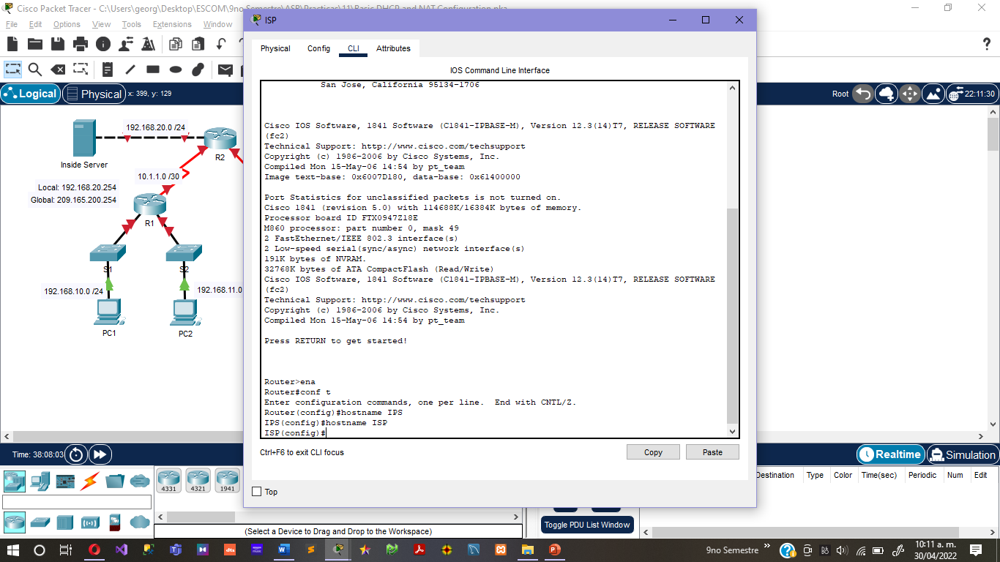 Cisco Packet Tracer - C:\Users\georg\Desktop\ESCOM\9no Semestre\ASR\Practicas\11\Basic DHCP and NAT Configuration.pka
File Edit Options View Tools Extensions Window
ISP
Physical Config CLI Attributes
IOS Command Line Interface
Logical Physical x: 399, y: 129
Root 22:11:30
San Jose, California 95134-1706
Cisco IOS Software, 1841 Software (C1841-IPBASE-M), Version 12.3(14)T7, RELEASE SOFTWARE
(fc2)
Technical Support: http://www.cisco.com/techsupport
Copyright (c) 1986-2006 by Cisco Systems, Inc.
Compiled Mon 15-May-06 14:54 by pt_team
Image text-base: 0x6007D180, data-base: 0x61400000
Port Statistics for unclassified packets is not turned on.
Cisco 1841 (revision 5.0) with 114688K/16384K bytes of memory.
Processor board ID FTX0947Z18E
M860 processor: part number 0, mask 49
2 FastEthernet/IEEE 802.3 interface(s)
2 Low-speed serial(sync/async) network interface(s)
191K bytes of NVRAM.
32768K bytes of ATA CompactFlash (Read/Write)
Cisco IOS Software, 1841 Software (C1841-IPBASE-M), Version 12.3(14)T7, RELEASE SOFTWARE
(fc2)
Technical Support: http://www.cisco.com/techsupport
Copyright (c) 1986-2006 by Cisco Systems, Inc.
Compiled Mon 15-May-06 14:54 by pt_team
Press RETURN to get started!
Router>ena
Router#conf t
Enter configuration commands, one per line. End with CNTL/Z.
Router(config)#hostname IPS
IPS(config)#hostname ISP
ISP(config)#
Ctrl+F6 to exit CLI focus
Copy Paste
Top
192.168.20.0 /24
R2
Inside Server
10.1.1.0 /30
Local: 192.168.20.254
Global: 209.165.200.254
R1
S1 S2
192.168.10.0 /24
192.168.11.0
PC1 PC2
Time: 38:08:03
Realtime Simulation
4331 4321 1941
Destination Type Color Time(sec) Periodic Num Edit
Toggle PDU List Window
(Select a Device to Drag and Drop to the Workspace)
9no Semestre
10:11 a. m.
30/04/2022